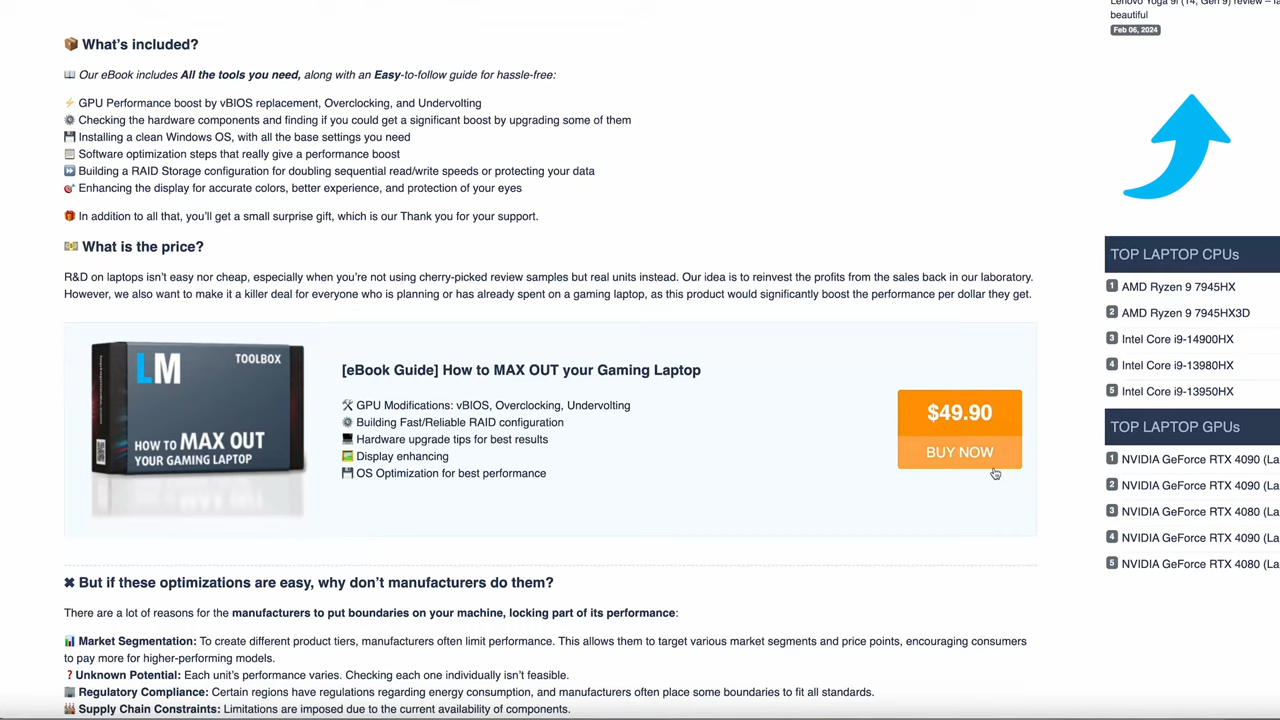 Lenovo Yoga 9i (14, Gen 9) review –
beautiful
Feb 06, 2024
📦 What's included?
📖 Our eBook includes All the tools you need, along with an Easy-to-follow guide for hassle-free:
⚡ GPU Performance boost by vBIOS replacement, Overclocking, and Undervolting
⚙️ Checking the hardware components and finding if you could get a significant boost by upgrading some of them
💾 Installing a clean Windows OS, with all the base settings you need
🗒️ Software optimization steps that really give a performance boost
⏩ Building a RAID Storage configuration for doubling sequential read/write speeds or protecting your data
🎯 Enhancing the display for accurate colors, better experience, and protection of your eyes
🎁 In addition to all that, you'll get a small surprise gift, which is our Thank you for your support.
💵 What is the price?
R&D on laptops isn't easy nor cheap, especially when you're not using cherry-picked review samples but real units instead. Our idea is to reinvest the profits from the sales back in our laboratory.
However, we also want to make it a killer deal for everyone who is planning or has already spent on a gaming laptop, as this product would significantly boost the performance per dollar they get.
LM TOOLBOX
HOW TO MAX OUT
YOUR GAMING LAPTOP
[eBook Guide] How to MAX OUT your Gaming Laptop
🛠 GPU Modifications: vBIOS, Overclocking, Undervolting
⚙️ Building Fast/Reliable RAID configuration
💻 Hardware upgrade tips for best results
🖼️ Display enhancing
💾 OS Optimization for best performance
$49.90
BUY NOW
✖ But if these optimizations are easy, why don't manufacturers do them?
There are a lot of reasons for the manufacturers to put boundaries on your machine, locking part of its performance:
📊 Market Segmentation: To create different product tiers, manufacturers often limit performance. This allows them to target various market segments and price points, encouraging consumers
to pay more for higher-performing models.
❓ Unknown Potential: Each unit's performance varies. Checking each one individually isn't feasible.
🏢 Regulatory Compliance: Certain regions have regulations regarding energy consumption, and manufacturers often place some boundaries to fit all standards.
🏭 Supply Chain Constraints: Limitations are imposed due to the current availability of components.
TOP LAPTOP CPUs
1 AMD Ryzen 9 7945HX
2 AMD Ryzen 9 7945HX3D
3 Intel Core i9-14900HX
4 Intel Core i9-13980HX
5 Intel Core i9-13950HX
TOP LAPTOP GPUs
1 NVIDIA GeForce RTX 4090 (La
2 NVIDIA GeForce RTX 4090 (La
3 NVIDIA GeForce RTX 4080 (La
4 NVIDIA GeForce RTX 4090 (La
5 NVIDIA GeForce RTX 4080 (La